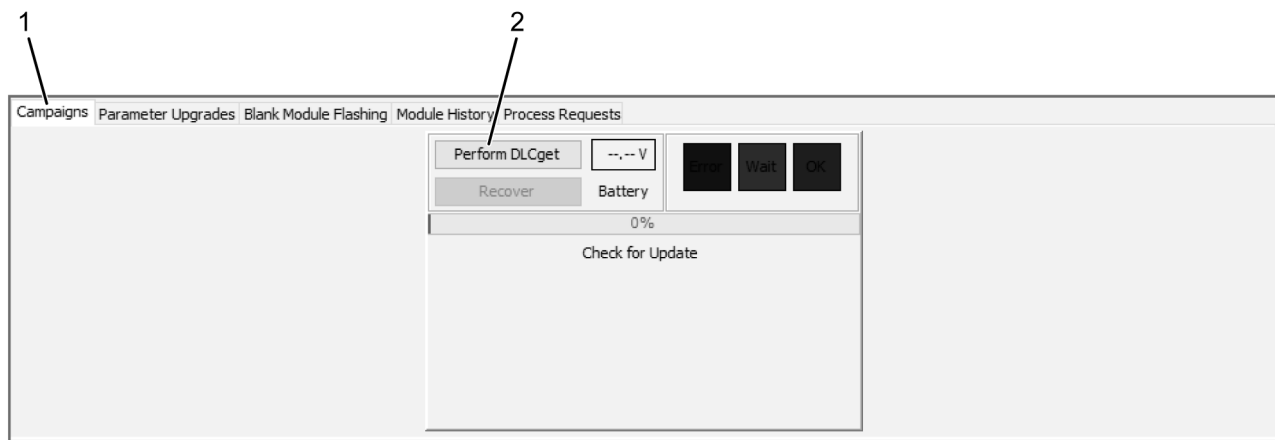 1 2
Campaigns Parameter Upgrades Blank Module Flashing Module History Process Requests
Perform DLCget --.-- V Error Wait OK
Recover Battery
0%
Check for Update